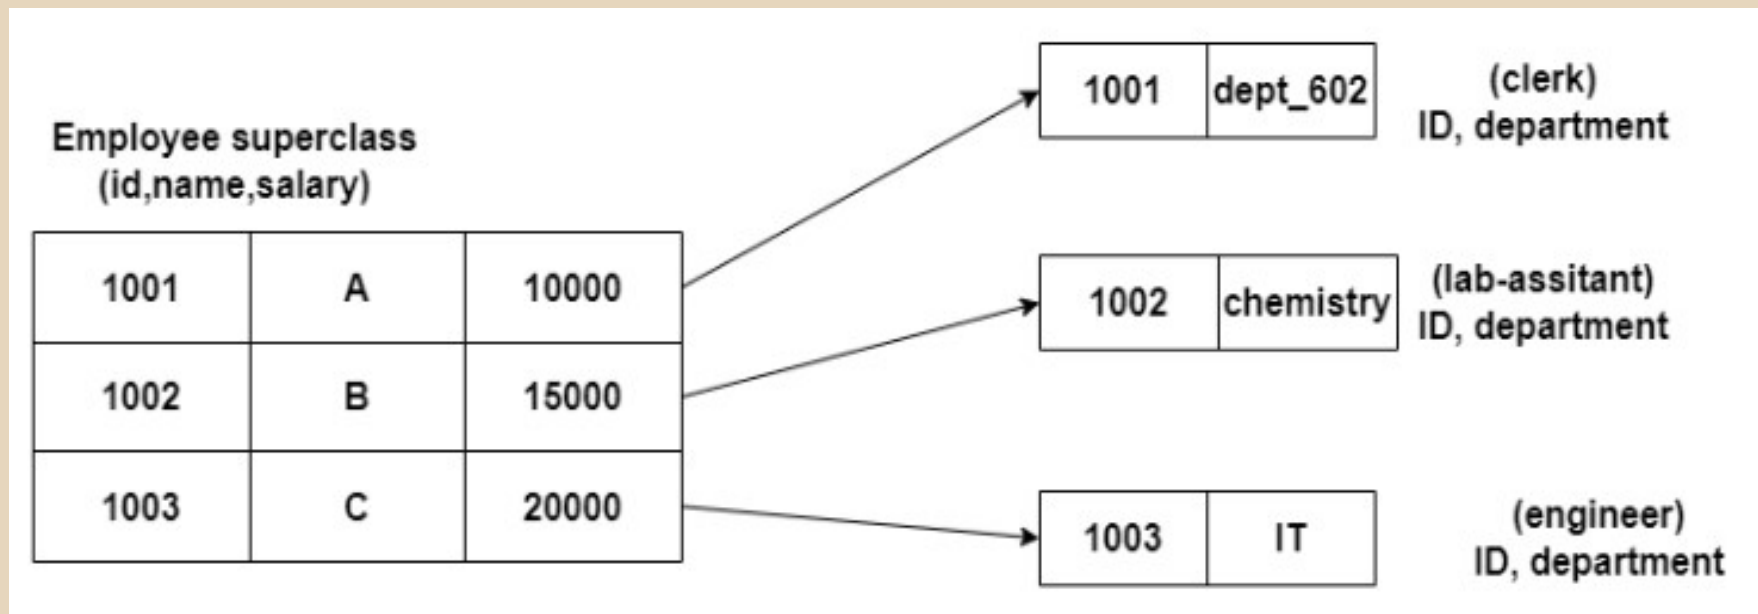 Employee superclass
(id,name,salary)
1001 A 10000
1002 B 15000
1003 C 20000
1001 dept_602
(clerk)
ID, department
1002 chemistry
(lab-assitant)
ID, department
1003 IT
(engineer)
ID, department